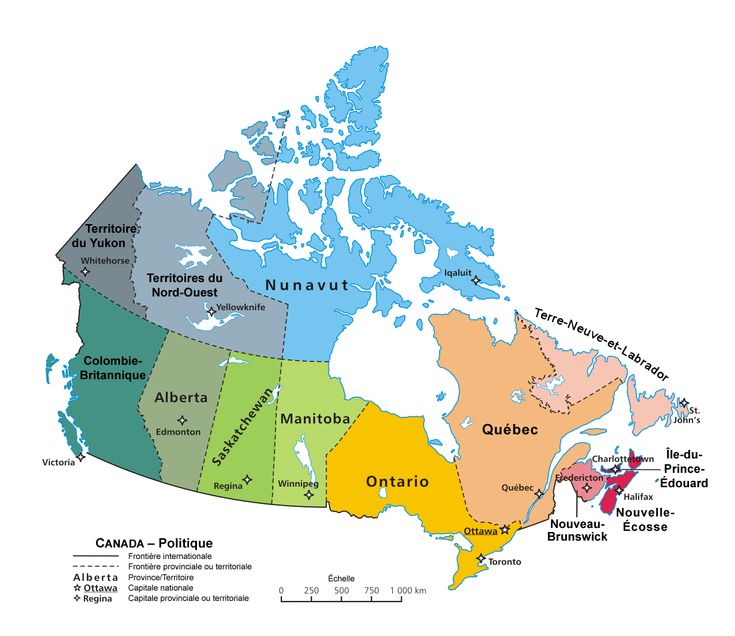 Territoire
du Yukon
Whitehorse
Territoires du
Nord-Ouest
Yellowknife
Nunavut
Iqaluit
Terre-Neuve-et-Labrador
St.
John's
Colombie-
Britannique
Victoria
Alberta
Edmonton
Saskatchewan
Regina
Manitoba
Winnipeg
Ontario
Ottawa
Toronto
Québec
Québec
Charlottetown
Île-du-
Prince-
Édouard
Fredericton
Halifax
Nouveau-
Brunswick
Nouvelle-
Écosse
CANADA – Politique
Frontière internationale
Frontière provinciale ou territoriale
Alberta Province/Territoire
Ottawa Capitale nationale
Regina Capitale provinciale ou territoriale
Échelle
0 250 500 750 1 000 km